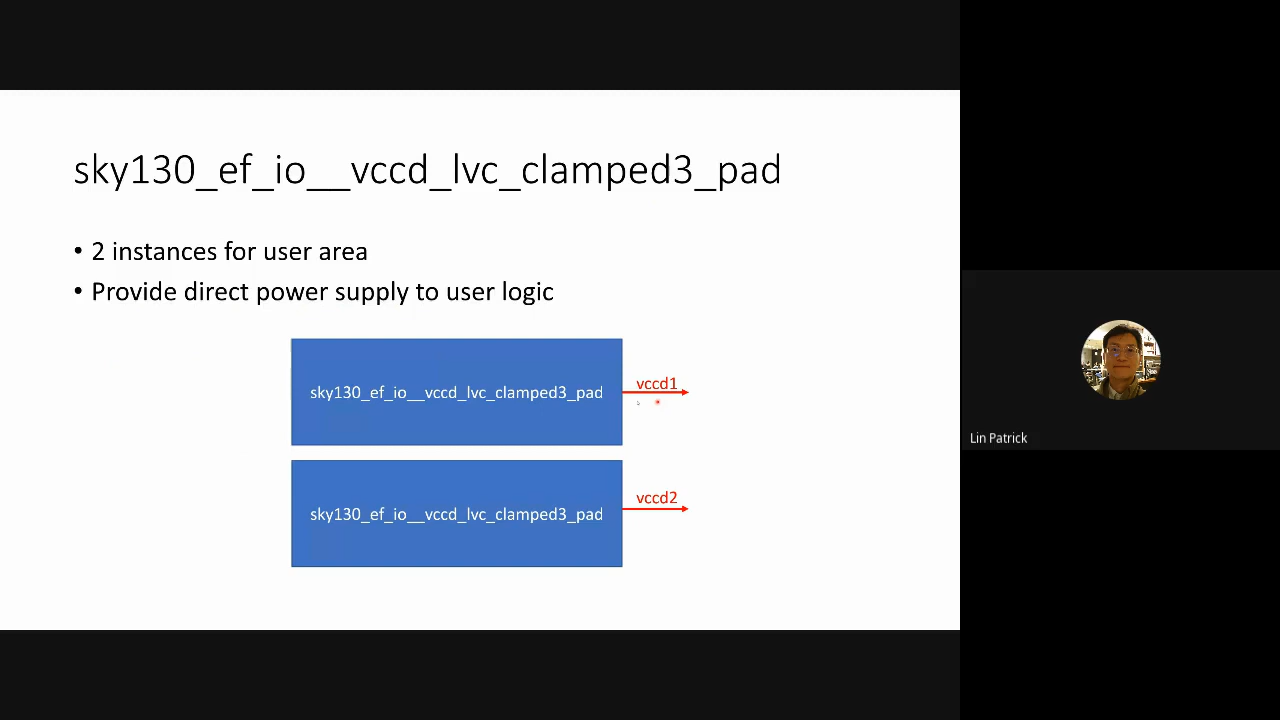 sky130_ef_io__vccd_lvc_clamped3_pad
• 2 instances for user area
• Provide direct power supply to user logic
sky130_ef_io__vccd_lvc_clamped3_pad
vccd1
sky130_ef_io__vccd_lvc_clamped3_pad
vccd2
Lin Patrick